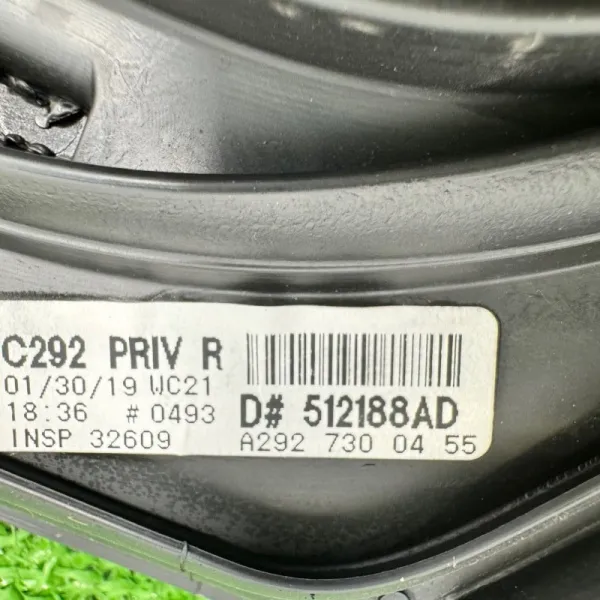 C292 PRIV R
01/30/19 WC21
18:36 # 0493
INSP 32609
D# 512188AD
A292 730 04 55